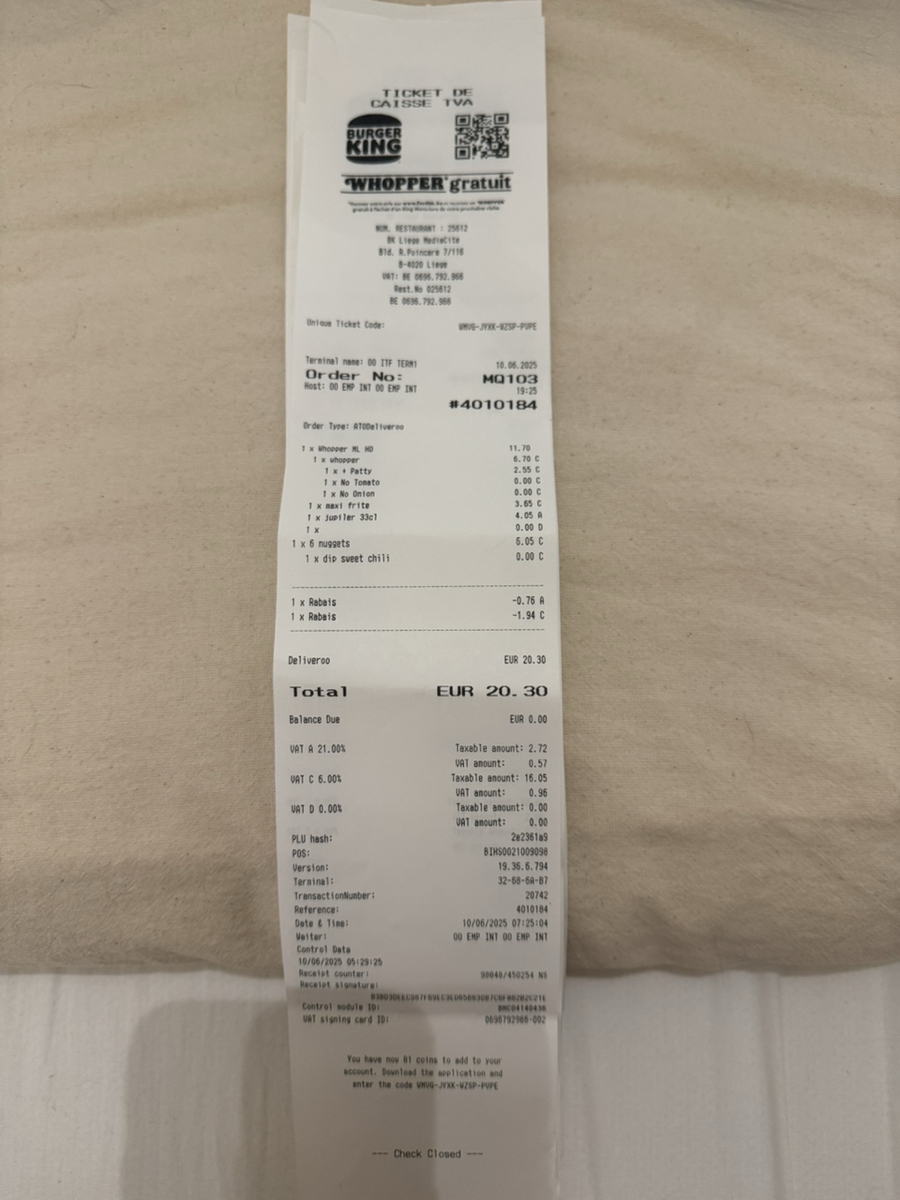 TICKET DE
CAISSE TVA
BURGER
KING
WHOPPER gratuit
NUM. RESTAURANT : 25612
BK Liege MediaCite
Bld. R.Poincare 7/116
B-4020 Liege
VAT: BE 0696.792.966
Rest.No 025612
BE 0696.792.966
Unique Ticket Code: WMVG-JYXK-WZSP-PVPE
Terminal name: 00 ITF TERM1 10.06.2025
Order No: MQ103
Host: 00 EMP INT 00 EMP INT 19:25
#4010184
Order Type: ATODeliveroo
1 x Whopper ML HD 11.70
1 x whopper 6.70 C
1 x + Patty 2.55 C
1 x No Tomato 0.00 C
1 x No Onion 0.00 C
1 x maxi frite 3.65 C
1 x jupiler 33cl 4.05 A
1 x 0.00 D
1 x 6 nuggets 6.05 C
1 x dip sweet chili 0.00 C
1 x Rabais -0.76 A
1 x Rabais -1.94 C
Deliveroo EUR 20.30
Total EUR 20.30
Balance Due EUR 0.00
VAT A 21.00% Taxable amount: 2.72
VAT amount: 0.57
VAT C 6.00% Taxable amount: 16.05
VAT amount: 0.96
VAT D 0.00% Taxable amount: 0.00
VAT amount: 0.00
PLU hash: 2e2361a9
POS: BIHS0021009098
Version: 19.36.6.794
Terminal: 32-68-6A-B7
TransactionNumber: 20742
Reference: 4010184
Date & Time: 10/06/2025 07:25:04
Waiter: 00 EMP INT 00 EMP INT
Control Data
10/06/2025 05:29:25
Receipt counter: 90040/450254 NS
Receipt signature:
Control module ID:
VAT signing card ID:
You have now 81 coins to add to your
account. Download the application and
enter the code WMVG-JYXK-WZSP-PVPE
--- Check Closed ---